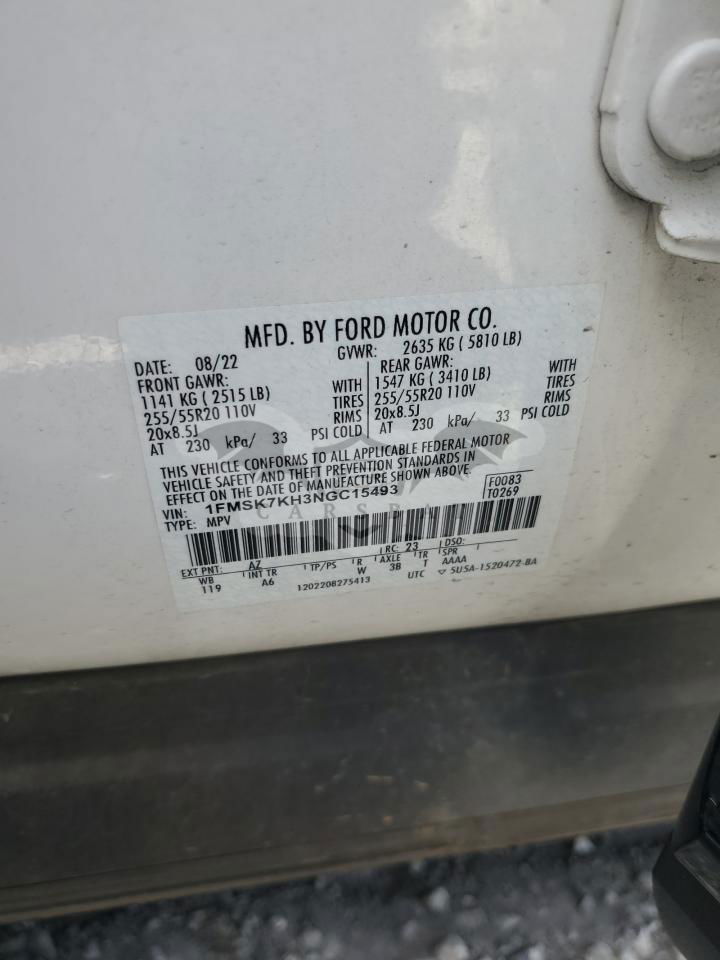 MFD. BY FORD MOTOR CO.
DATE: 08/22 GVWR: 2635 KG ( 5810 LB)
FRONT GAWR: WITH REAR GAWR: WITH
1141 KG ( 2515 LB) TIRES 1547 KG ( 3410 LB) TIRES
255/55R20 110V RIMS 255/55R20 110V RIMS
20x8.5J 20x8.5J
AT 230 kPa/ 33 PSI COLD AT 230 kPa/ 33 PSI COLD
THIS VEHICLE CONFORMS TO ALL APPLICABLE FEDERAL MOTOR
VEHICLE SAFETY AND THEFT PREVENTION STANDARDS IN
EFFECT ON THE DATE OF MANUFACTURE SHOWN ABOVE.
VIN: 1FMSK7KH3NGC15493 F0083
TYPE: MPV T0269
CARSBAT
EXT PNT: AZ RC: 23 DSO:
WB INT TR TP/PS R AXLE TR SPR
119 A6 W 3B T AAAA
1202208275413 UTC 5U5A-1520472-BA